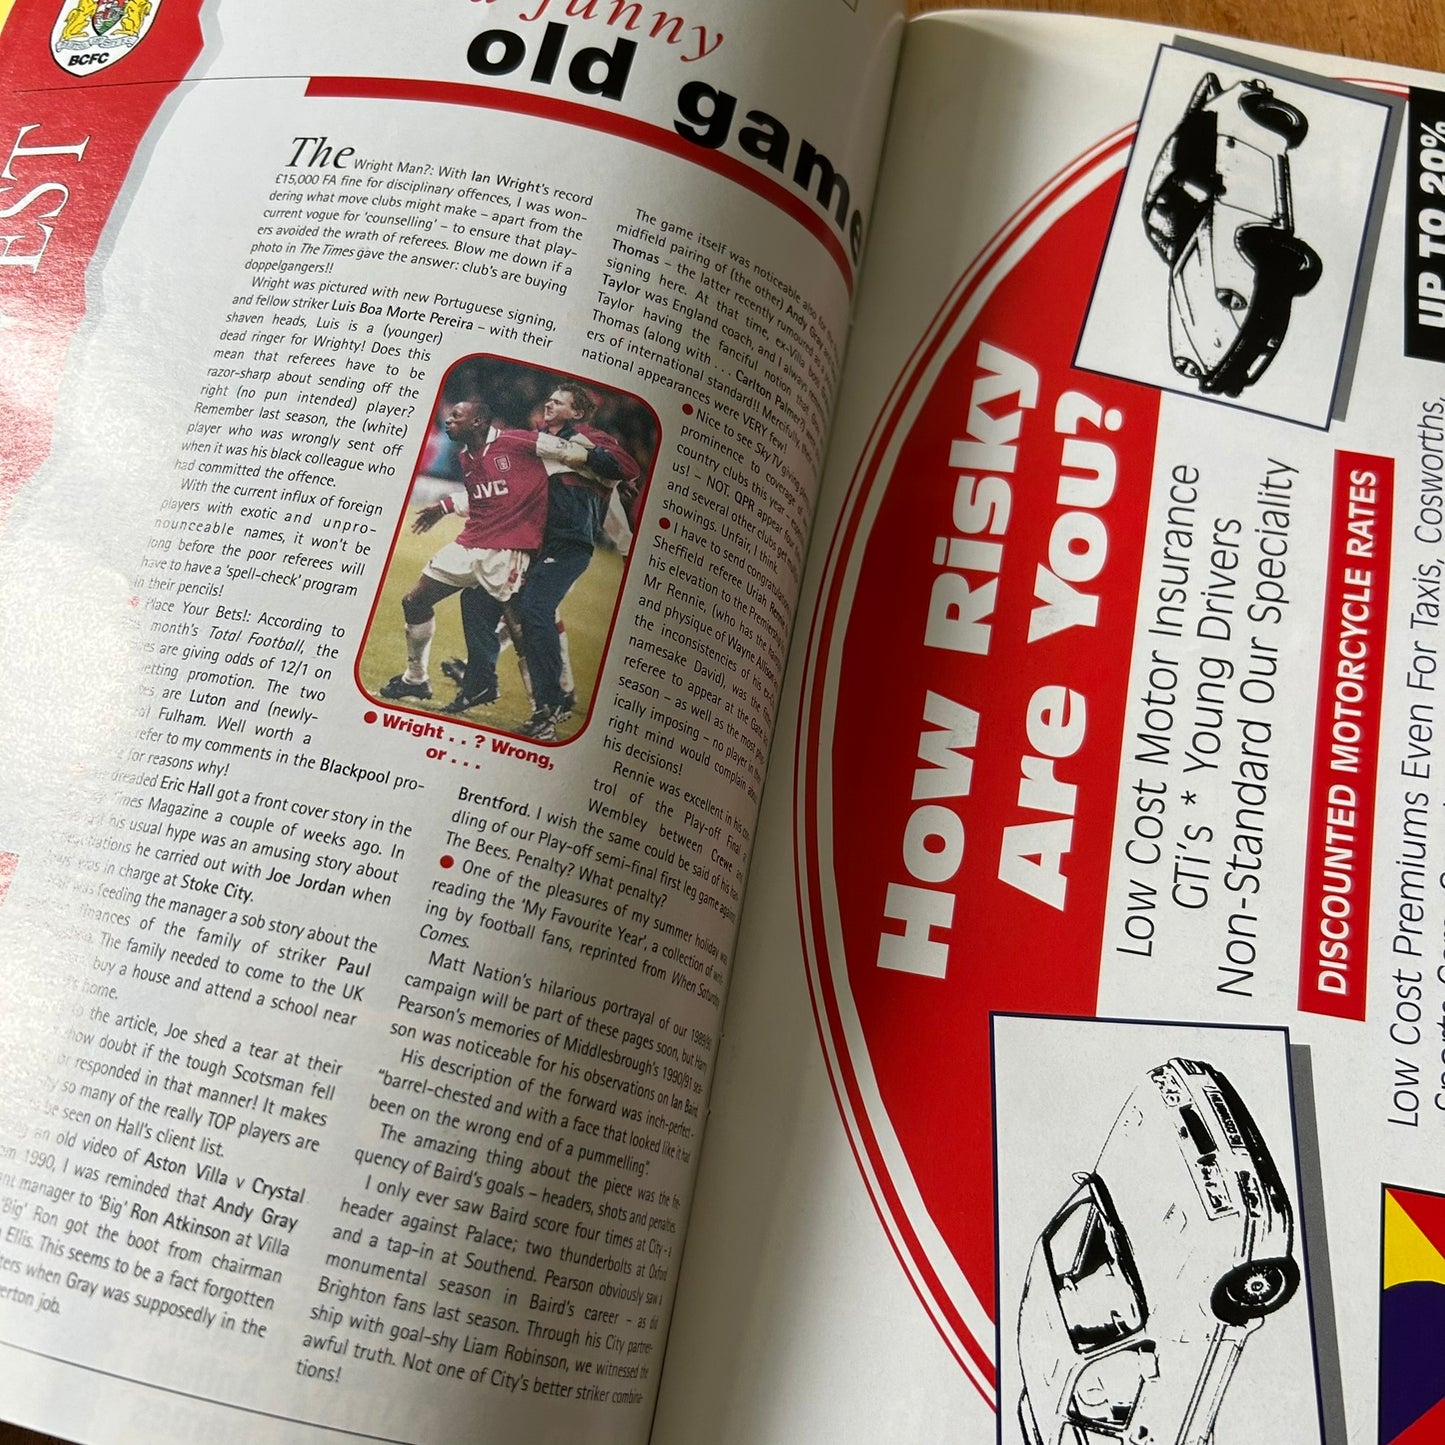 BCFC
EST
a funny
old game
The Wright Man?: With Ian Wright's record
£15,000 FA fine for disciplinary offences, I was won-
dering what move clubs might make – apart from the
current vogue for 'counselling' – to ensure that play-
ers avoided the wrath of referees. Blow me down if a
photo in The Times gave the answer: club's are buying
doppelgangers!!
Wright was pictured with new Portuguese signing,
and fellow striker Luis Boa Morte Pereira – with their
shaven heads, Luis is a (younger)
dead ringer for Wrighty! Does this
mean that referees have to be
razor-sharp about sending off the
right (no pun intended) player?
Remember last season, the (white)
player who was wrongly sent off
when it was his black colleague who
had committed the offence.
With the current influx of foreign
players with exotic and unpro-
nounceable names, it won't be
long before the poor referees will
have to have a 'spell-check' program
in their pencils!
Place Your Bets!: According to
month's Total Football, the
are giving odds of 12/1 on
getting promotion. The two
are Luton and (newly-
Fulham. Well worth a
refer to my comments in the Blackpool pro-
for reasons why!
dreaded Eric Hall got a front cover story in the
Times Magazine a couple of weeks ago. In
his usual hype was an amusing story about
he carried out with Joe Jordan when
was in charge at Stoke City.
was feeding the manager a sob story about the
finances of the family of striker Paul
The family needed to come to the UK
buy a house and attend a school near
home.
to the article, Joe shed a tear at their
how doubt if the tough Scotsman fell
or responded in that manner! It makes
so many of the really TOP players are
be seen on Hall's client list.
an old video of Aston Villa v Crystal
1990, I was reminded that Andy Gray
manager to 'Big' Ron Atkinson at Villa
'Big' Ron got the boot from chairman
Ellis. This seems to be a fact forgotten
when Gray was supposedly in the
job.
Wright . . ? Wrong,
or . . .
The game itself was noticeable also for the
midfield pairing of (the other) Andy Gray and
Thomas – the latter recently rumoured as a
signing here. At that time, ex-Villa boss
Taylor was England coach, and I always
Taylor having the fanciful notion that
Thomas (along with . . . Carlton Palmer?) were
ers of international standard!! Mercifully, their
national appearances were VERY few!
● Nice to see Sky TV giving
prominence to coverage of
country clubs this year – especially
us! – NOT. QPR appear four
and several other clubs get
showings. Unfair, I think.
● I have to send congratulations
Sheffield referee Uriah Rennie
his elevation to the Premiership
Mr Rennie, (who has the
and physique of Wayne Allison
the inconsistencies of his
namesake David), was the
referee to appear at the Gate
season – as well as the most phys-
ically imposing – no player in their
right mind would complain about
his decisions!
Rennie was excellent in his con-
trol of the Play-off Final at
Wembley between Crewe and
Brentford. I wish the same could be said of his han-
dling of our Play-off semi-final first leg game against
The Bees. Penalty? What penalty?
● One of the pleasures of my summer holiday was
reading the 'My Favourite Year', a collection of writ-
ing by football fans, reprinted from When Saturday
Comes.
Matt Nation's hilarious portrayal of our 1989/90
campaign will be part of these pages soon, but Harry
Pearson's memories of Middlesbrough's 1990/91 sea-
son was noticeable for his observations on Ian Baird.
His description of the forward was inch-perfect –
"barrel-chested and with a face that looked like it had
been on the wrong end of a pummelling".
The amazing thing about the piece was the fre-
quency of Baird's goals – headers, shots and penalties.
I only ever saw Baird score four times at City – a
header against Palace; two thunderbolts at Oxford
and a tap-in at Southend. Pearson obviously saw a
monumental season in Baird's career – as did
Brighton fans last season. Through his City partner-
ship with goal-shy Liam Robinson, we witnessed the
awful truth. Not one of City's better striker combina-
tions!
JVC
How Risky
Are You?
Low Cost Motor Insurance
GTi's * Young Drivers
Non-Standard Our Speciality
DISCOUNTED MOTORCYCLE RATES
UP TO 20%
Low Cost Premiums Even For Taxis, Cosworths,